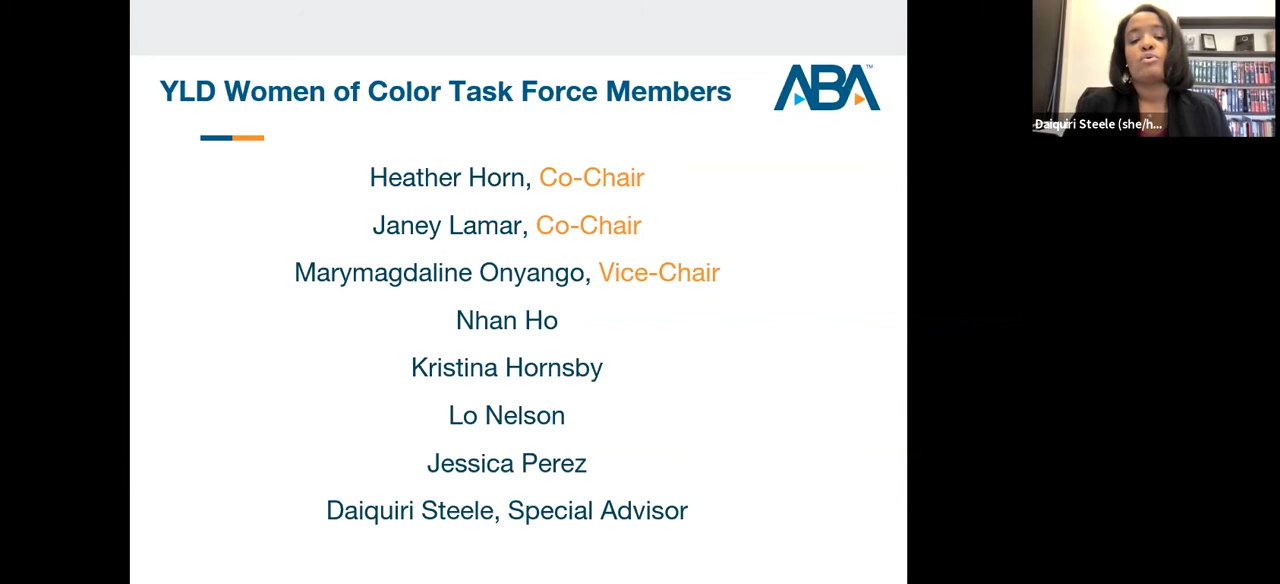 YLD Women of Color Task Force Members
ABA™
Heather Horn, Co-Chair
Janey Lamar, Co-Chair
Marymagdaline Onyango, Vice-Chair
Nhan Ho
Kristina Hornsby
Lo Nelson
Jessica Perez
Daiquiri Steele, Special Advisor
Daiquiri Steele (she/h...